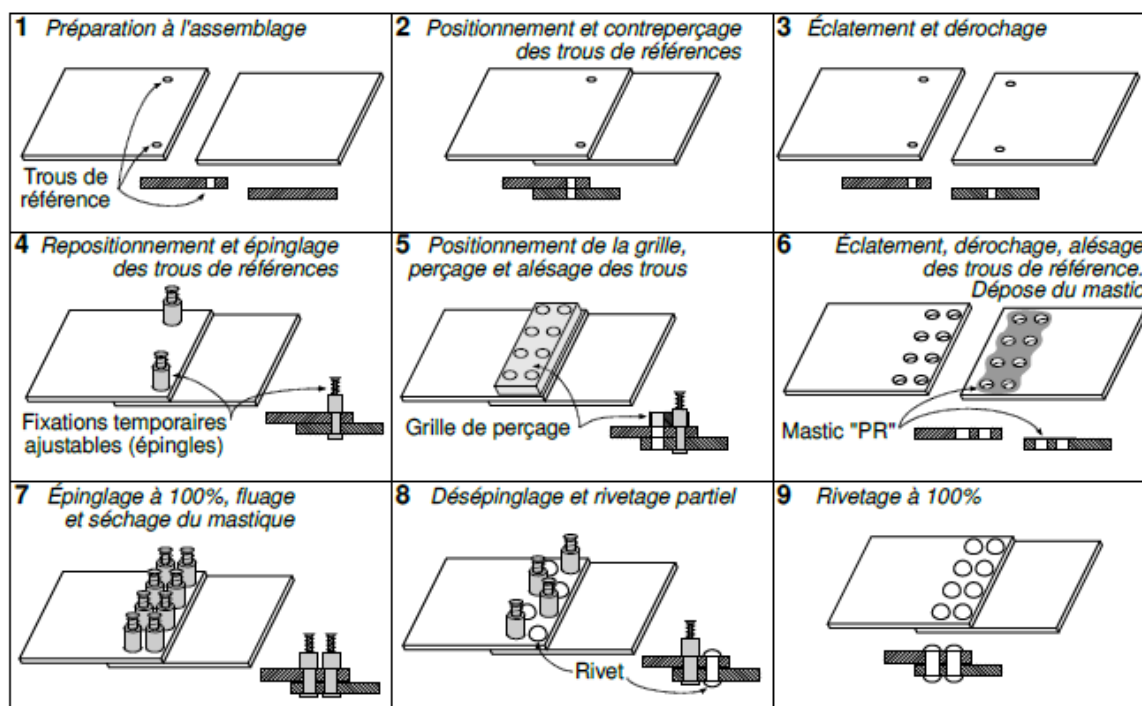 1 Préparation à l'assemblage
Trous de
référence
2 Positionnement et contreperçage
des trous de références
3 Éclatement et dérochage
4 Repositionnement et épinglage
des trous de références
Fixations temporaires
ajustables (épingles)
5 Positionnement de la grille,
perçage et alésage des trous
Grille de perçage
6 Éclatement, dérochage, alésage
des trous de référence.
Dépose du mastic
Mastic "PR"
7 Épinglage à 100%, fluage
et séchage du mastique
8 Désépinglage et rivetage partiel
Rivet
9 Rivetage à 100%